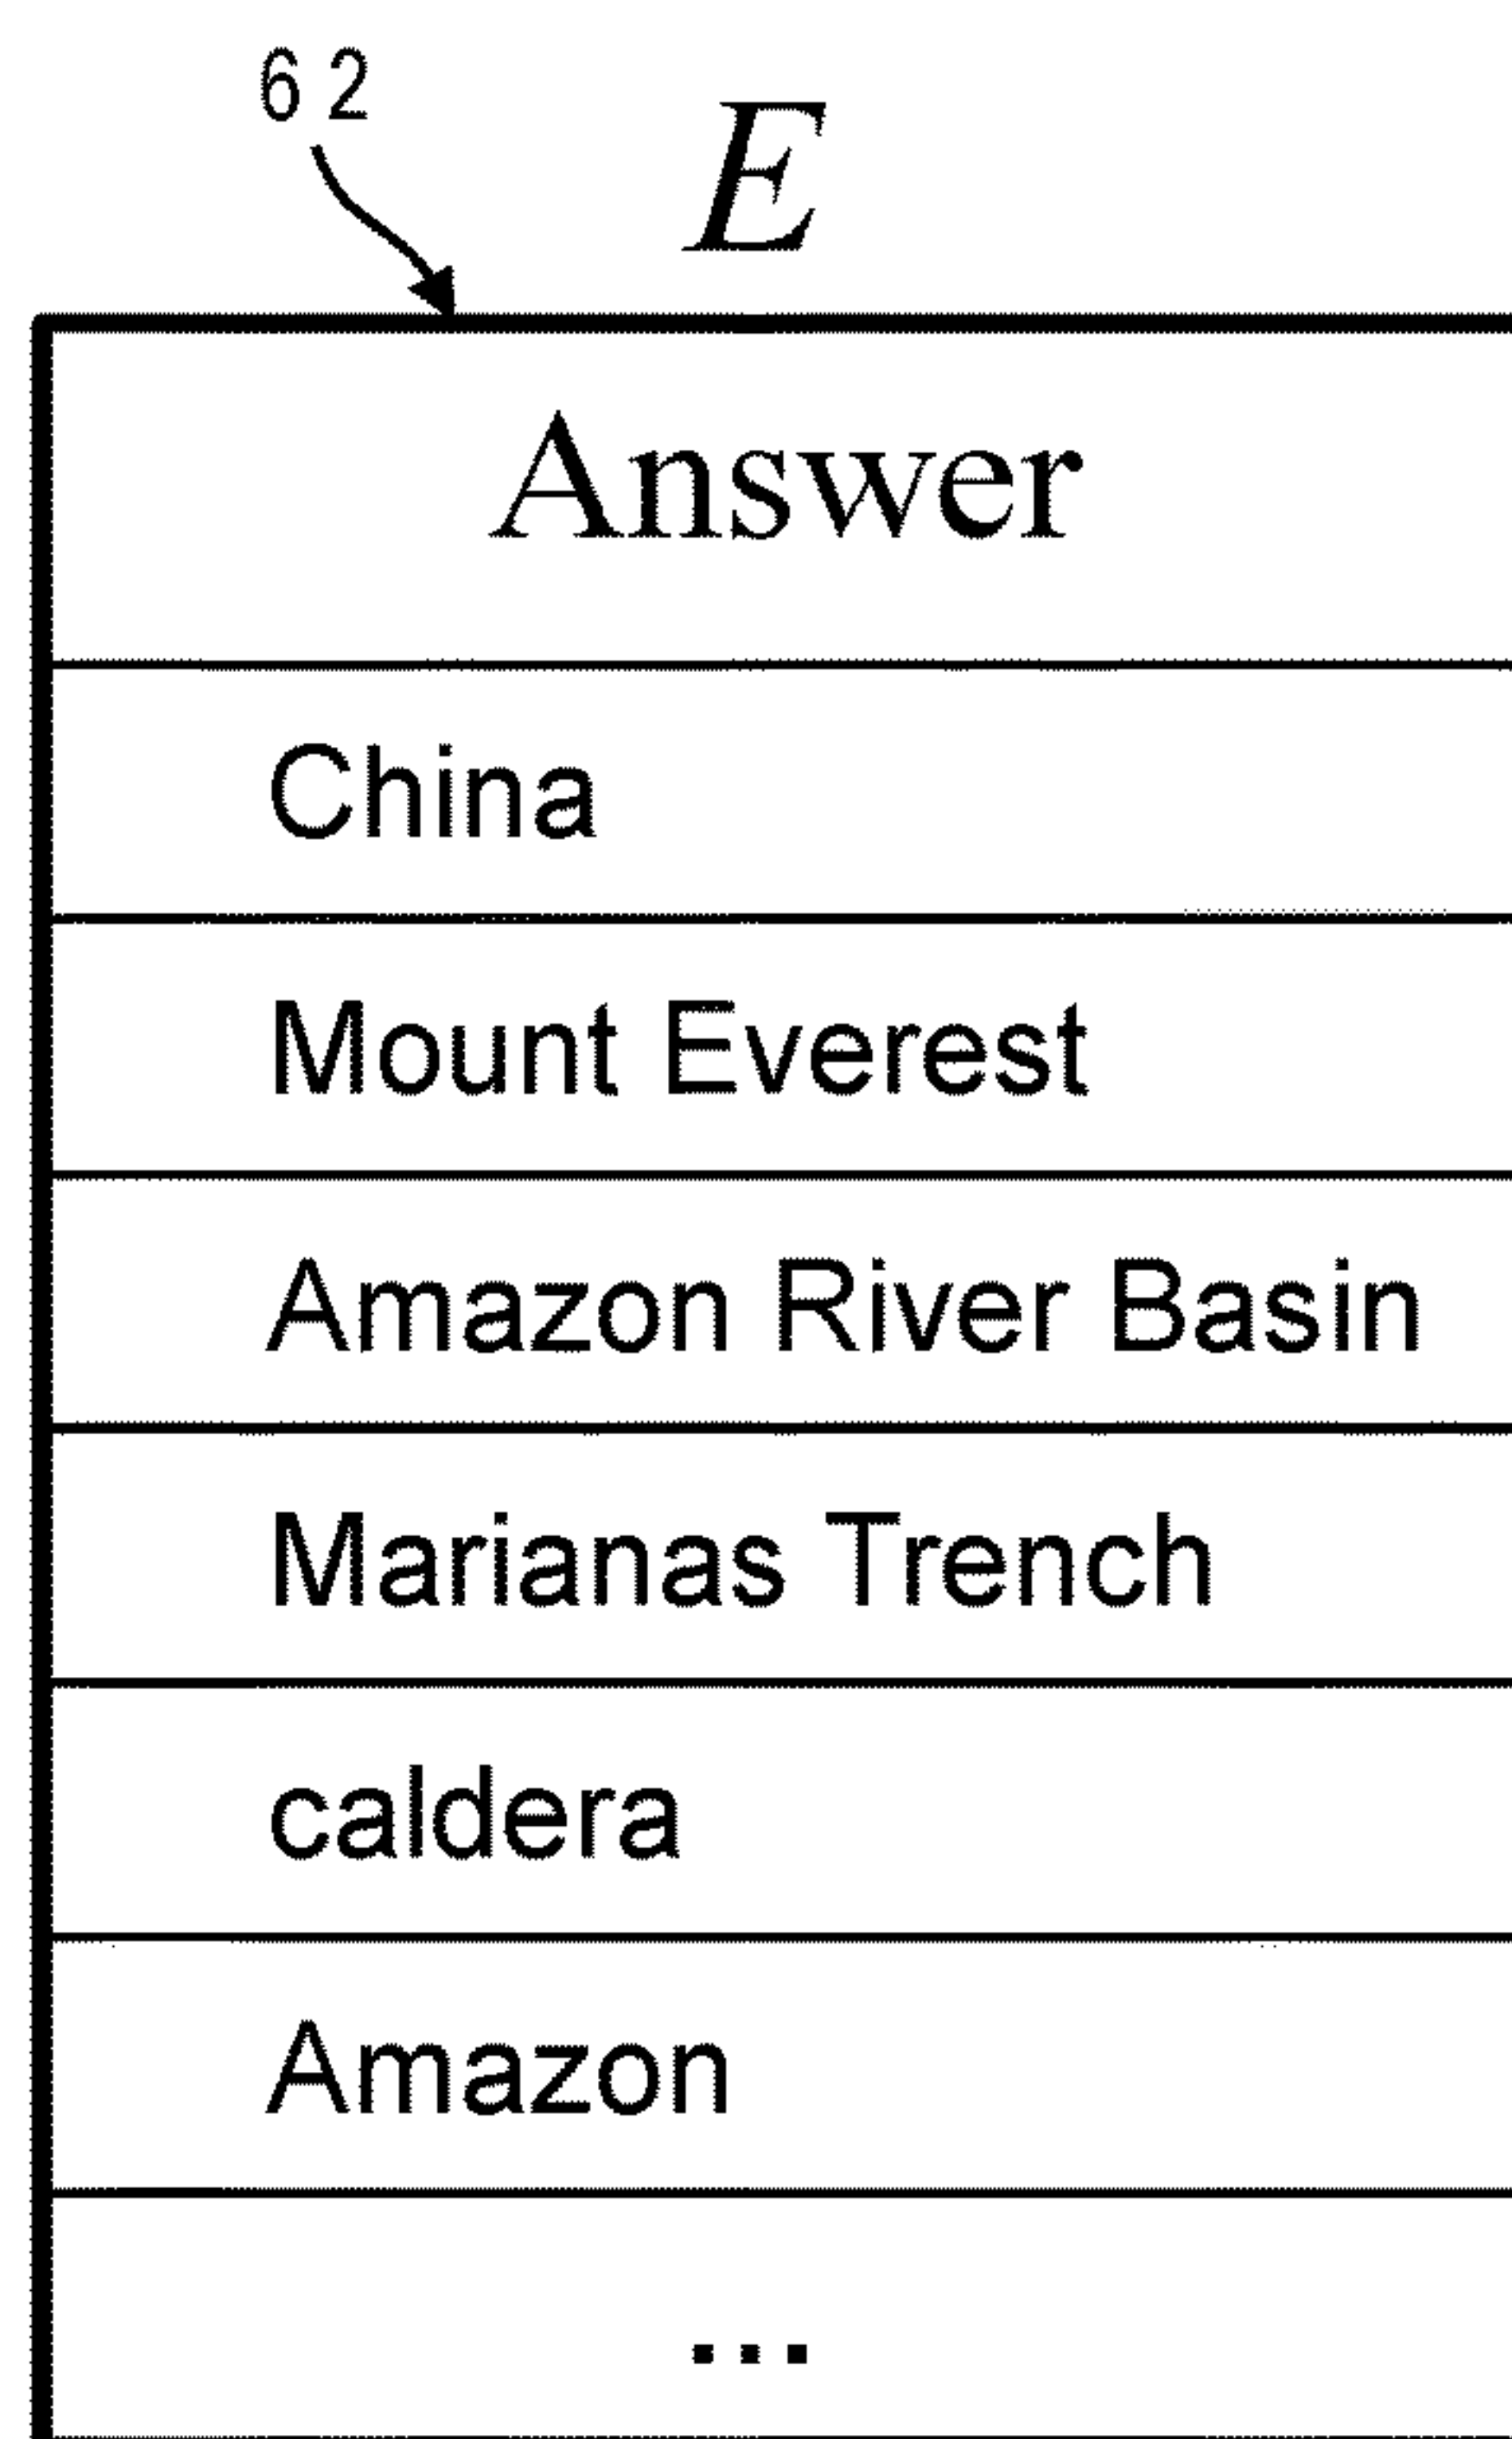 62
E
Answer
China
Mount Everest
Amazon River Basin
Marianas Trench
caldera
Amazon
...